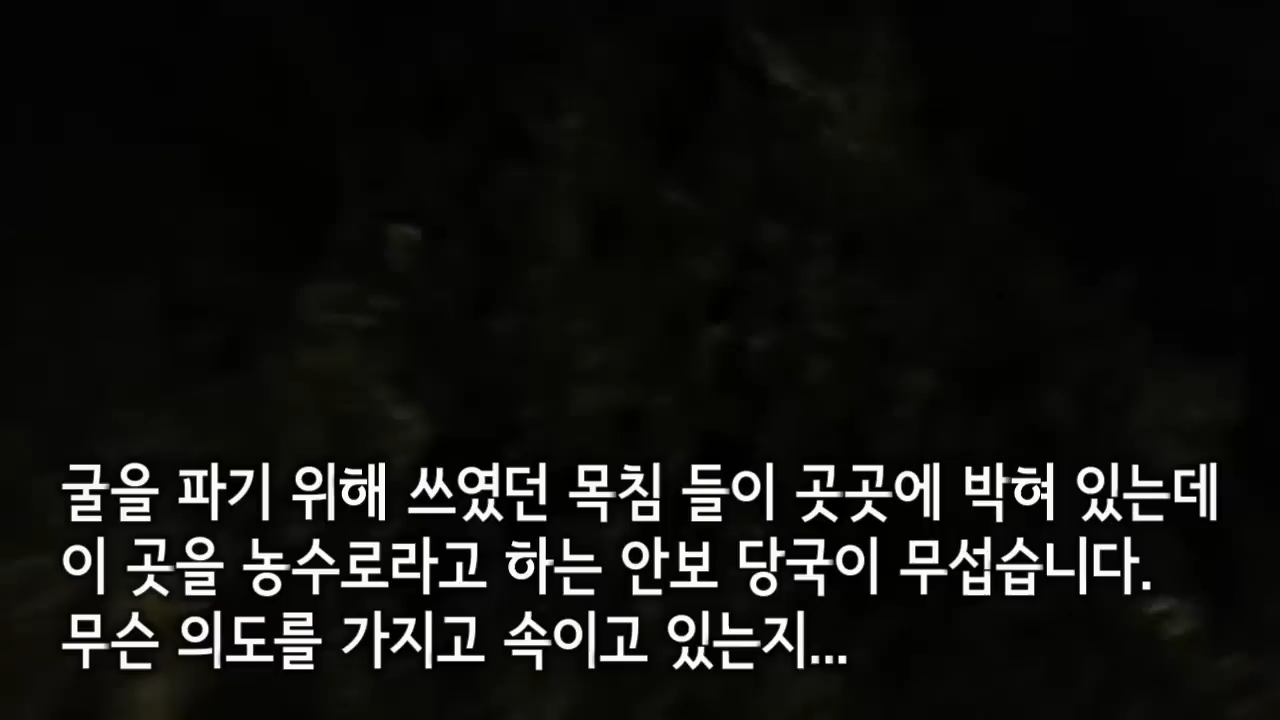 굴을 파기 위해 쓰였던 목침 들이 곳곳에 박혀 있는데
이 곳을 농수로라고 하는 안보 당국이 무섭습니다.
무슨 의도를 가지고 속이고 있는지...